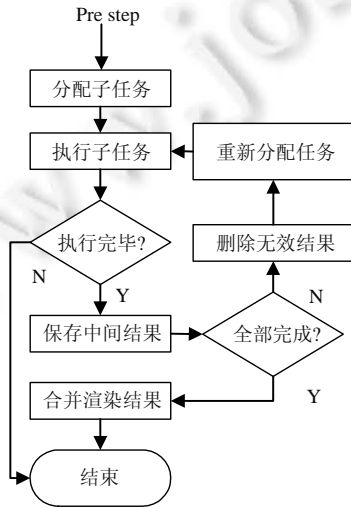 Pre step
分配子任务
执行子任务
重新分配任务
执行完毕?
删除无效结果
N
Y
N
保存中间结果
全部完成?
合并渲染结果
Y
结束